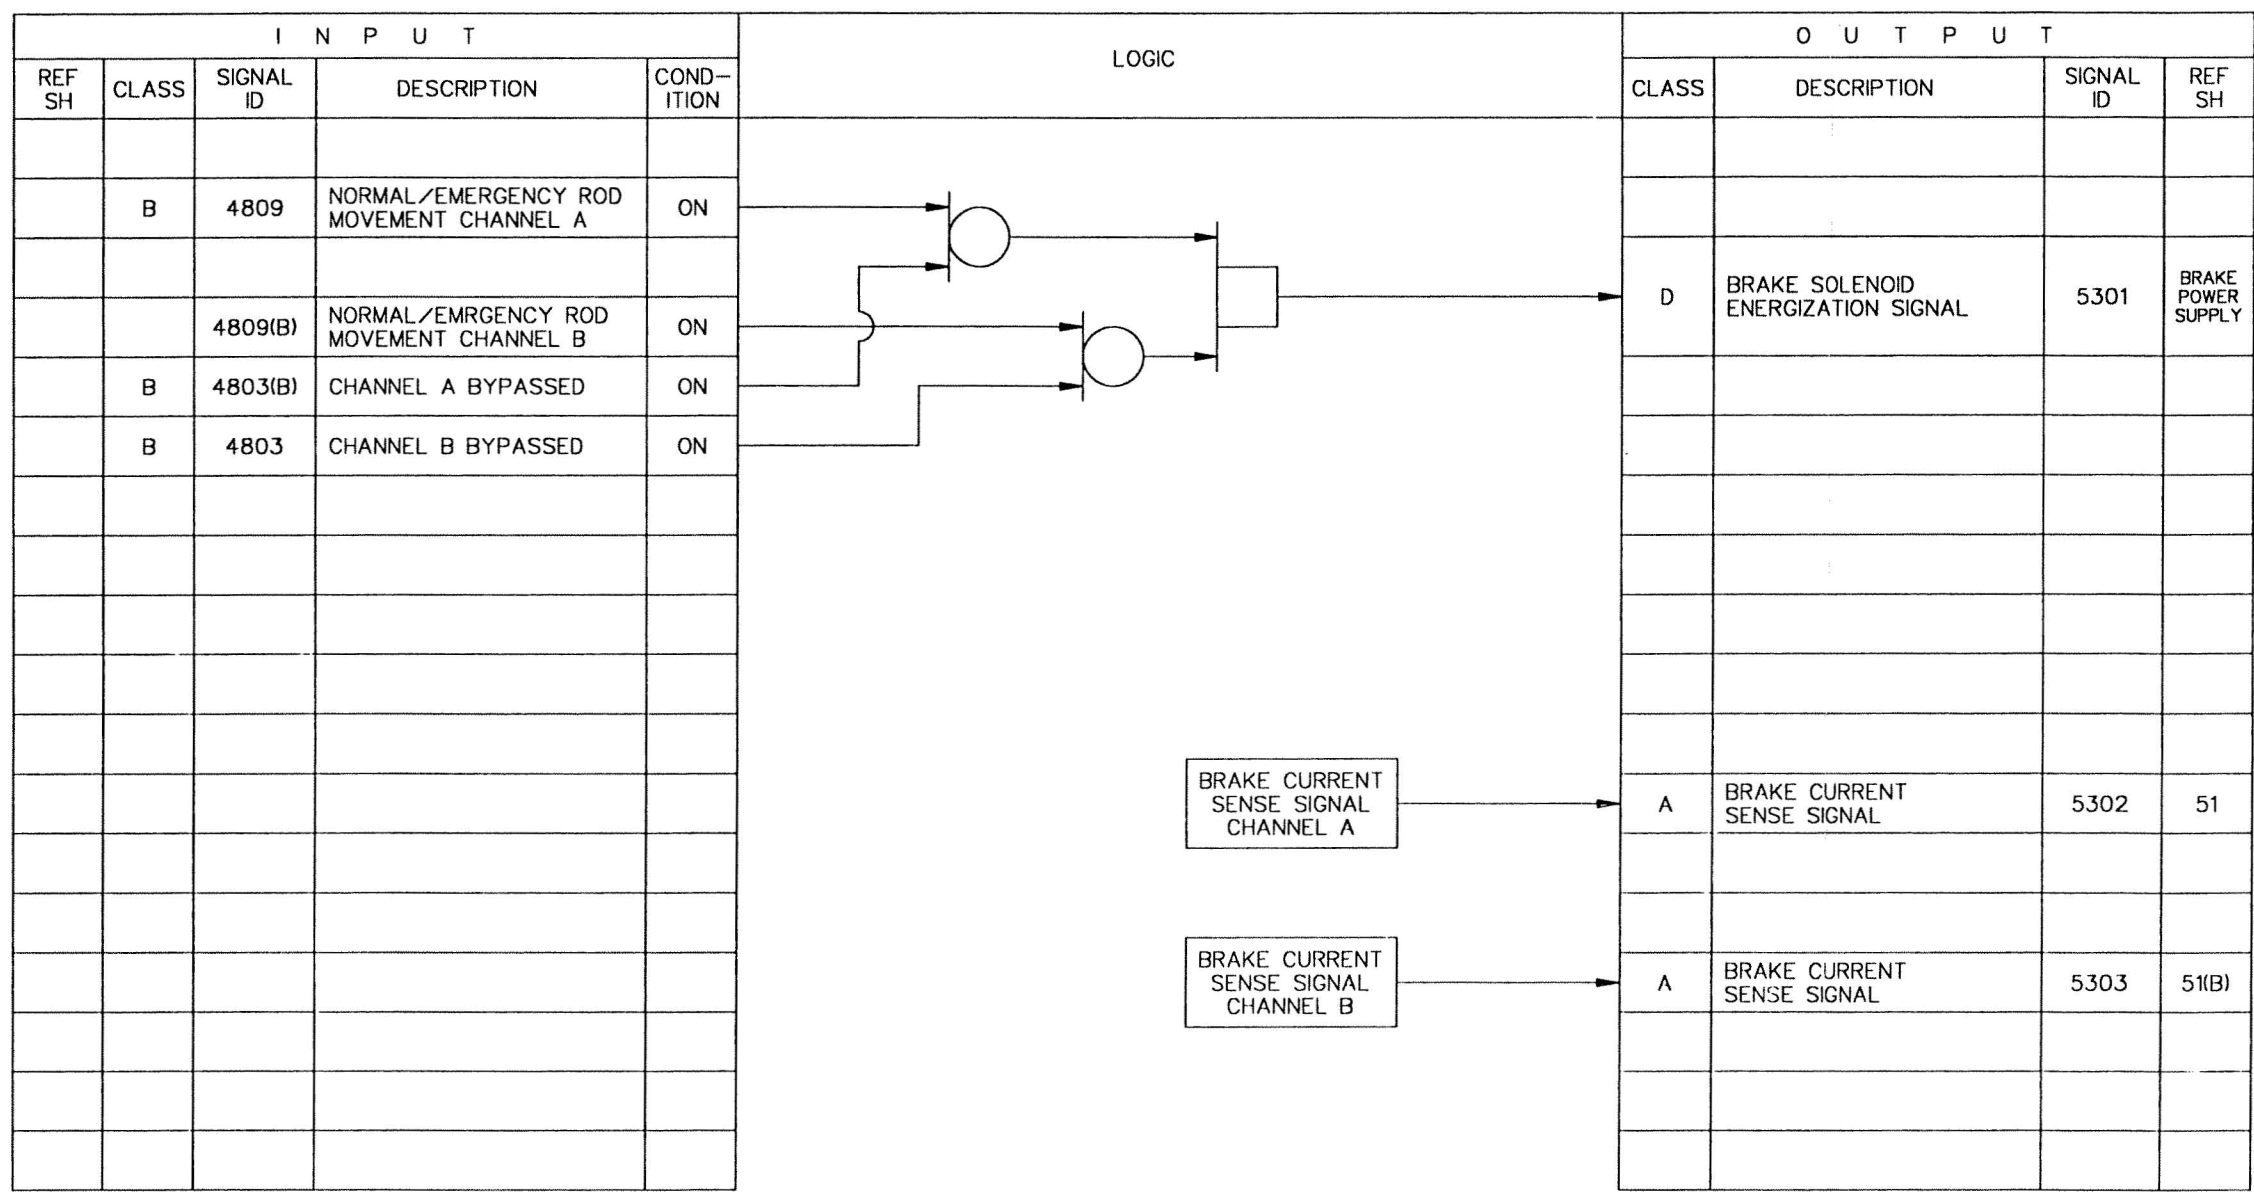 I N P U T
LOGIC
O U T P U T
REF
SH
CLASS
SIGNAL
ID
DESCRIPTION
COND-
ITION
CLASS
DESCRIPTION
SIGNAL
ID
REF
SH
B
4809
NORMAL/EMERGENCY ROD
MOVEMENT CHANNEL A
ON
D
BRAKE SOLENOID
ENERGIZATION SIGNAL
5301
BRAKE
POWER
SUPPLY
4809(B)
NORMAL/EMRGENCY ROD
MOVEMENT CHANNEL B
ON
B
4803(B)
CHANNEL A BYPASSED
ON
B
4803
CHANNEL B BYPASSED
ON
BRAKE CURRENT
SENSE SIGNAL
CHANNEL A
A
BRAKE CURRENT
SENSE SIGNAL
5302
51
BRAKE CURRENT
SENSE SIGNAL
CHANNEL B
A
BRAKE CURRENT
SENSE SIGNAL
5303
51(B)